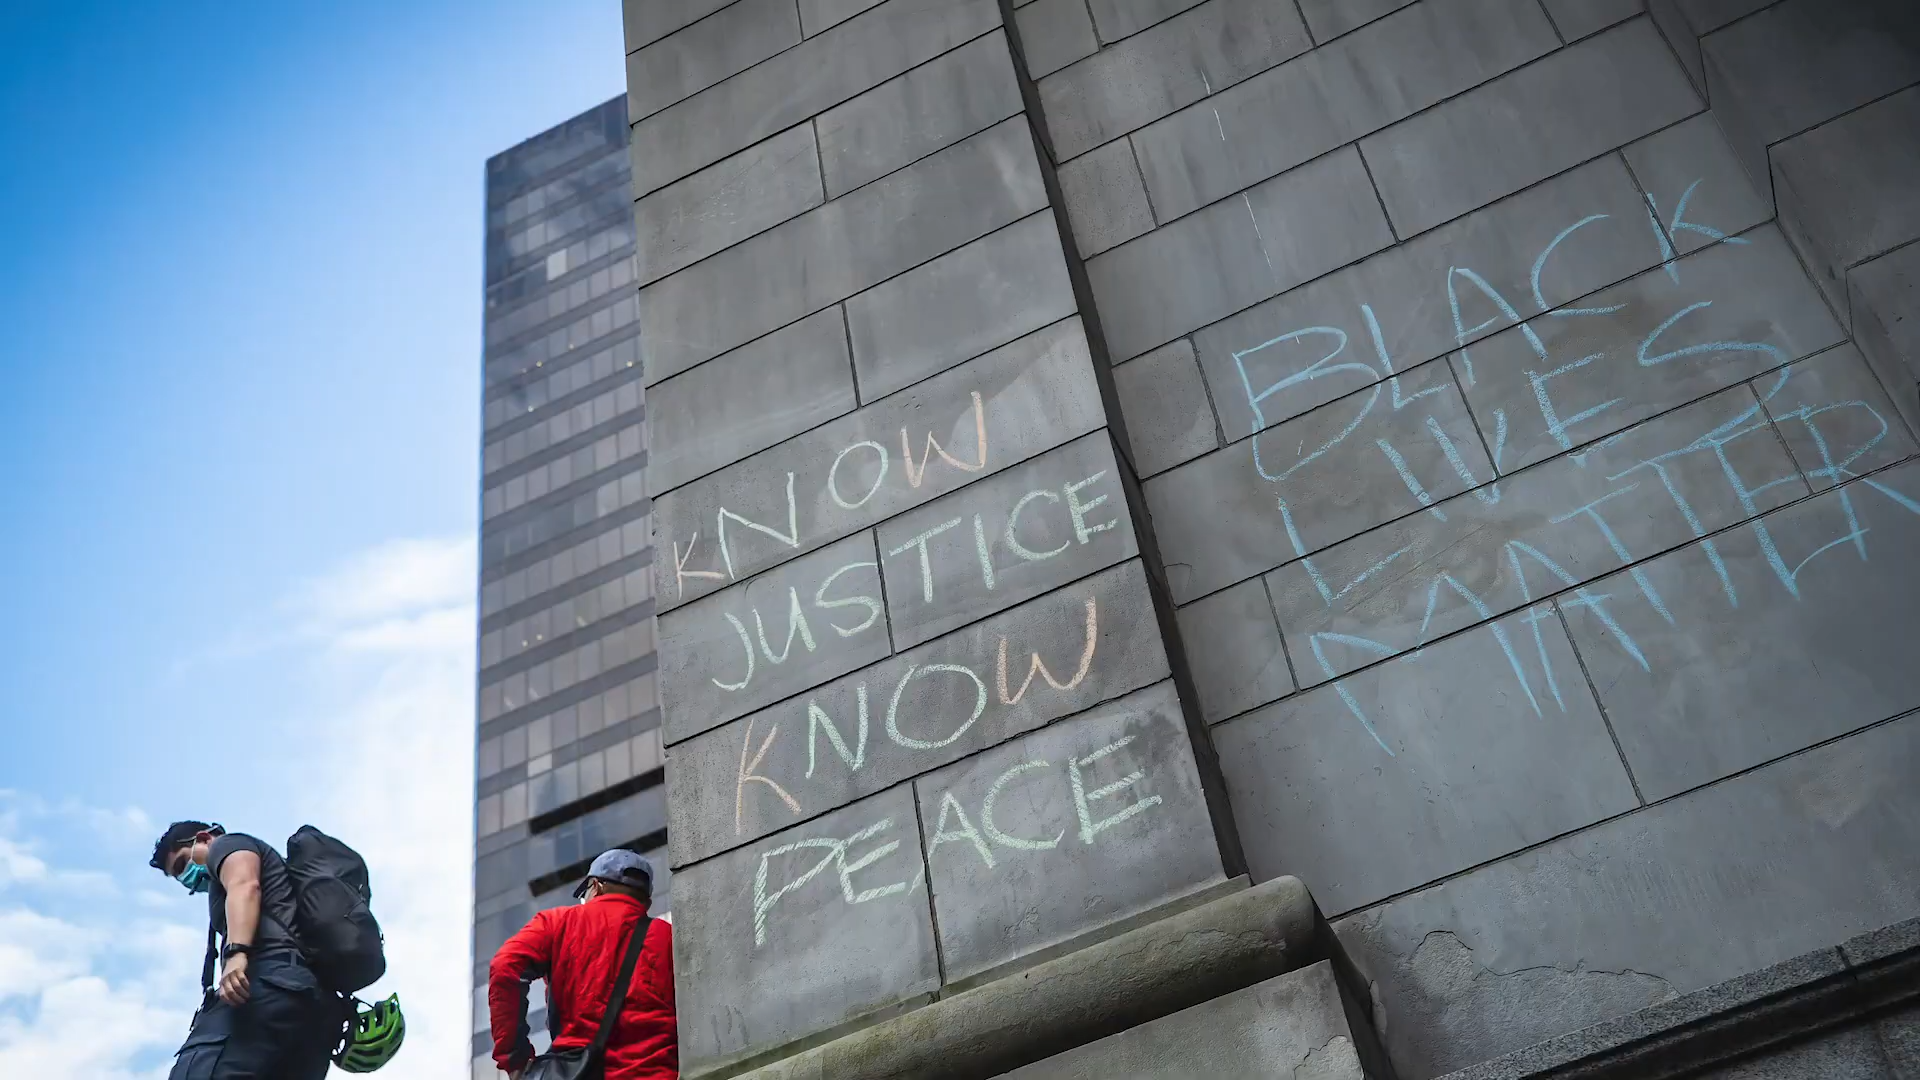 KNOW
JUSTICE
KNOW
PEACE
BLACK
LIVES
MATTER